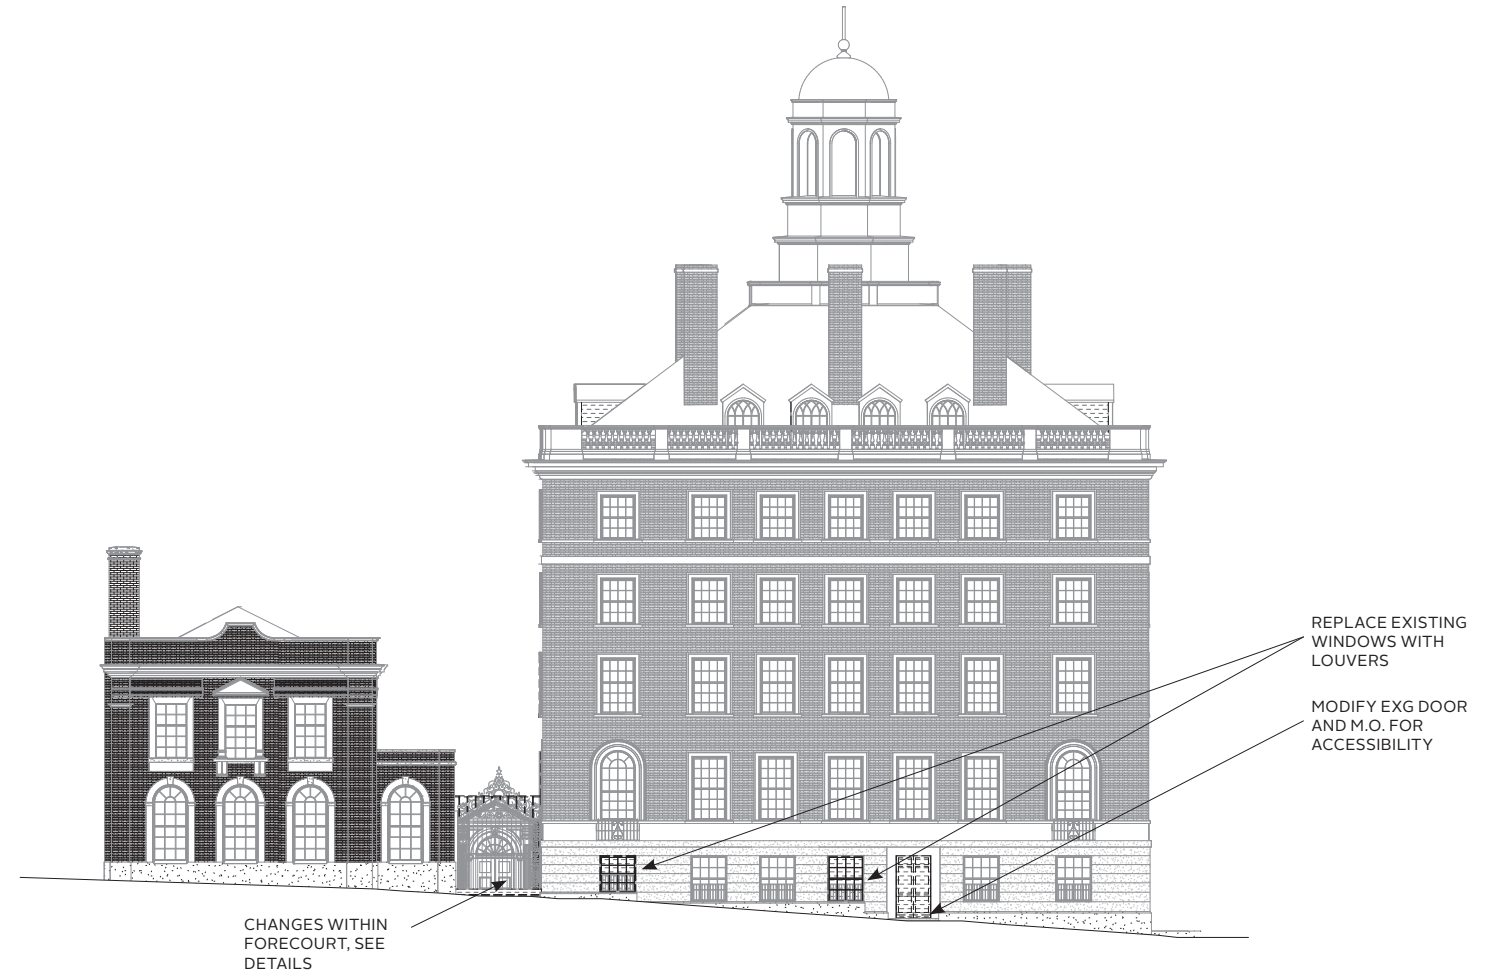 REPLACE EXISTING
WINDOWS WITH
LOUVERS
MODIFY EXG DOOR
AND M.O. FOR
ACCESSIBILITY
CHANGES WITHIN
FORECOURT, SEE
DETAILS